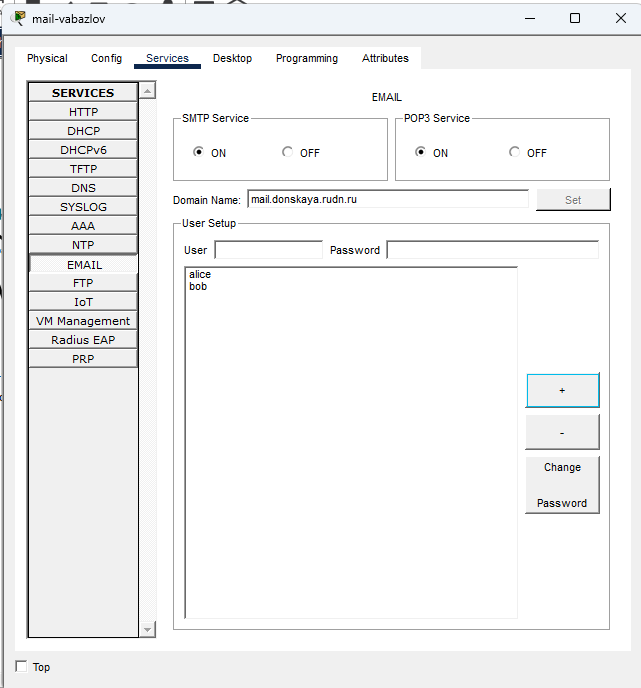 mail-vabazlov
Physical Config Services Desktop Programming Attributes
SERVICES
HTTP
DHCP
DHCPv6
TFTP
DNS
SYSLOG
AAA
NTP
EMAIL
FTP
IoT
VM Management
Radius EAP
PRP
EMAIL
SMTP Service
ON OFF
POP3 Service
ON OFF
Domain Name: mail.donskaya.rudn.ru Set
User Setup
User Password
alice
bob
+
-
Change
Password
Top